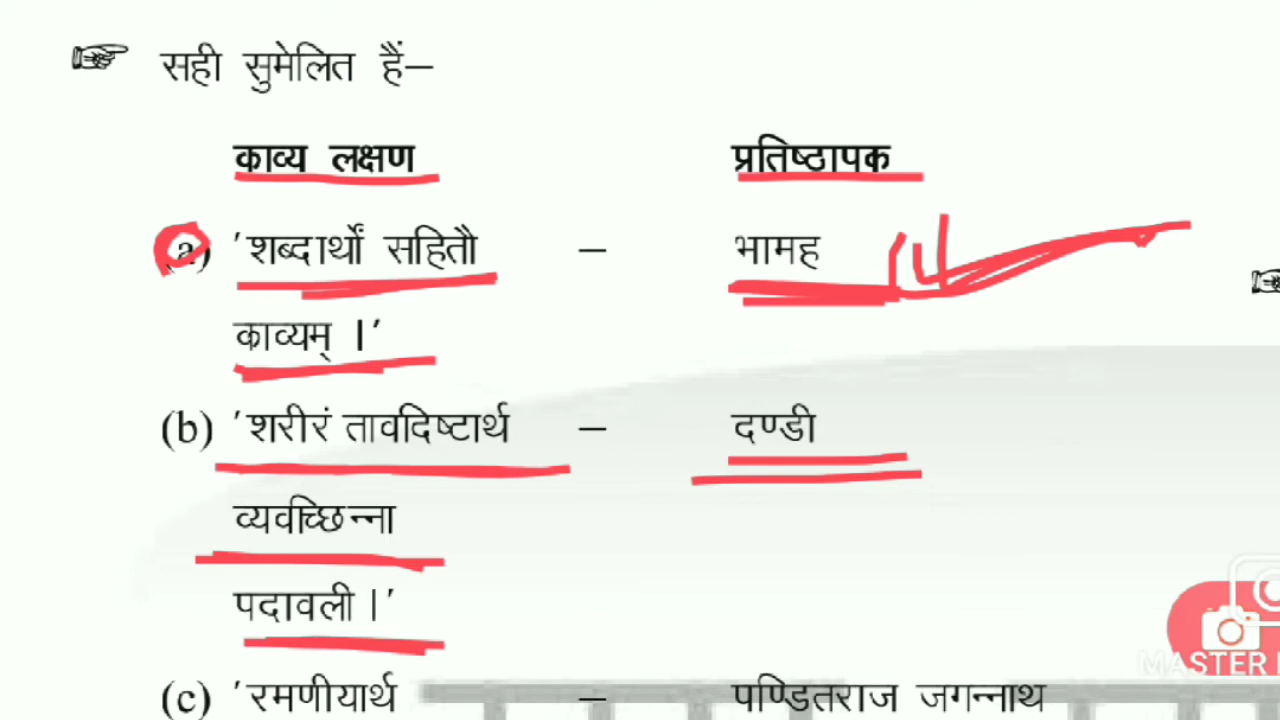 ☞ सही सुमेलित हैं–
काव्य लक्षण प्रतिष्ठापक
(a) 'शब्दार्थों सहितौ – भामह
काव्यम् ।'
(b) 'शरीरं तावदिष्टार्थ – दण्डी
व्यवच्छिन्ना
पदावली ।'
(c) 'रमणीयार्थ – पण्डितराज जगन्नाथ
MASTER